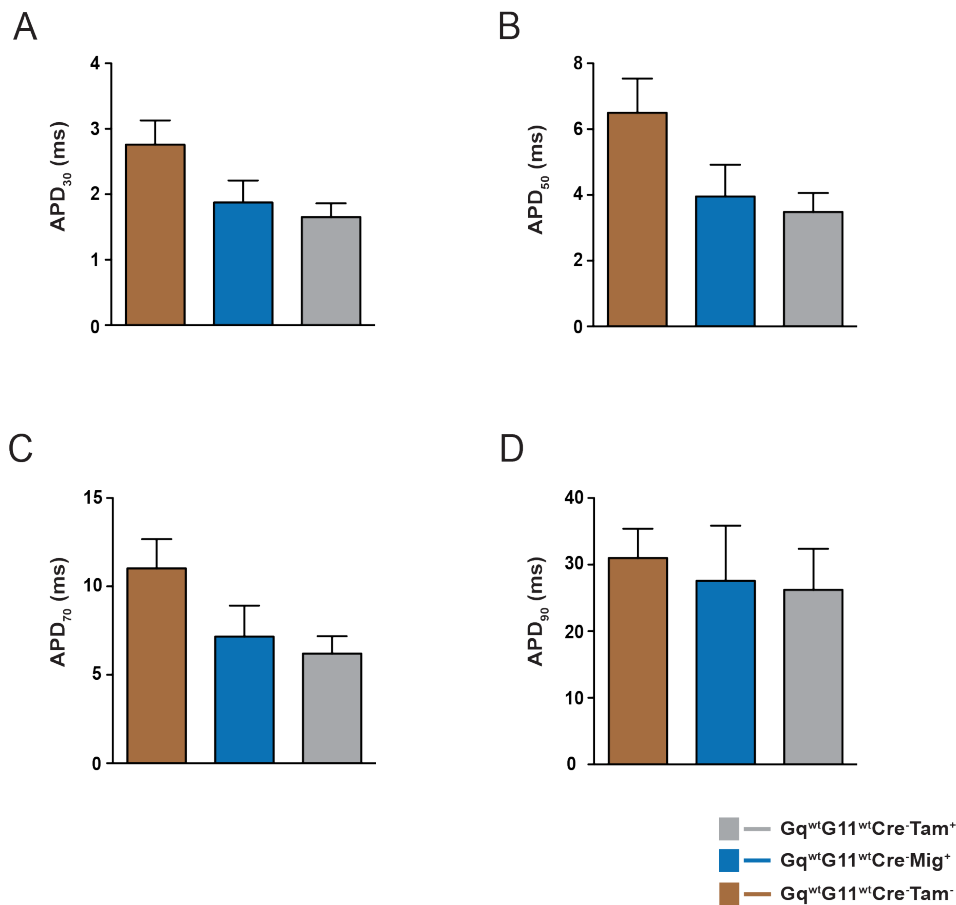 A
B
4
3
2
1
0
APD30 (ms)
8
6
4
2
0
APD50 (ms)
C
D
15
10
5
0
APD70 (ms)
40
30
20
10
0
APD90 (ms)
GqwtG11wtCre-Tam+
GqwtG11wtCre-Mig+
GqwtG11wtCre-Tam-